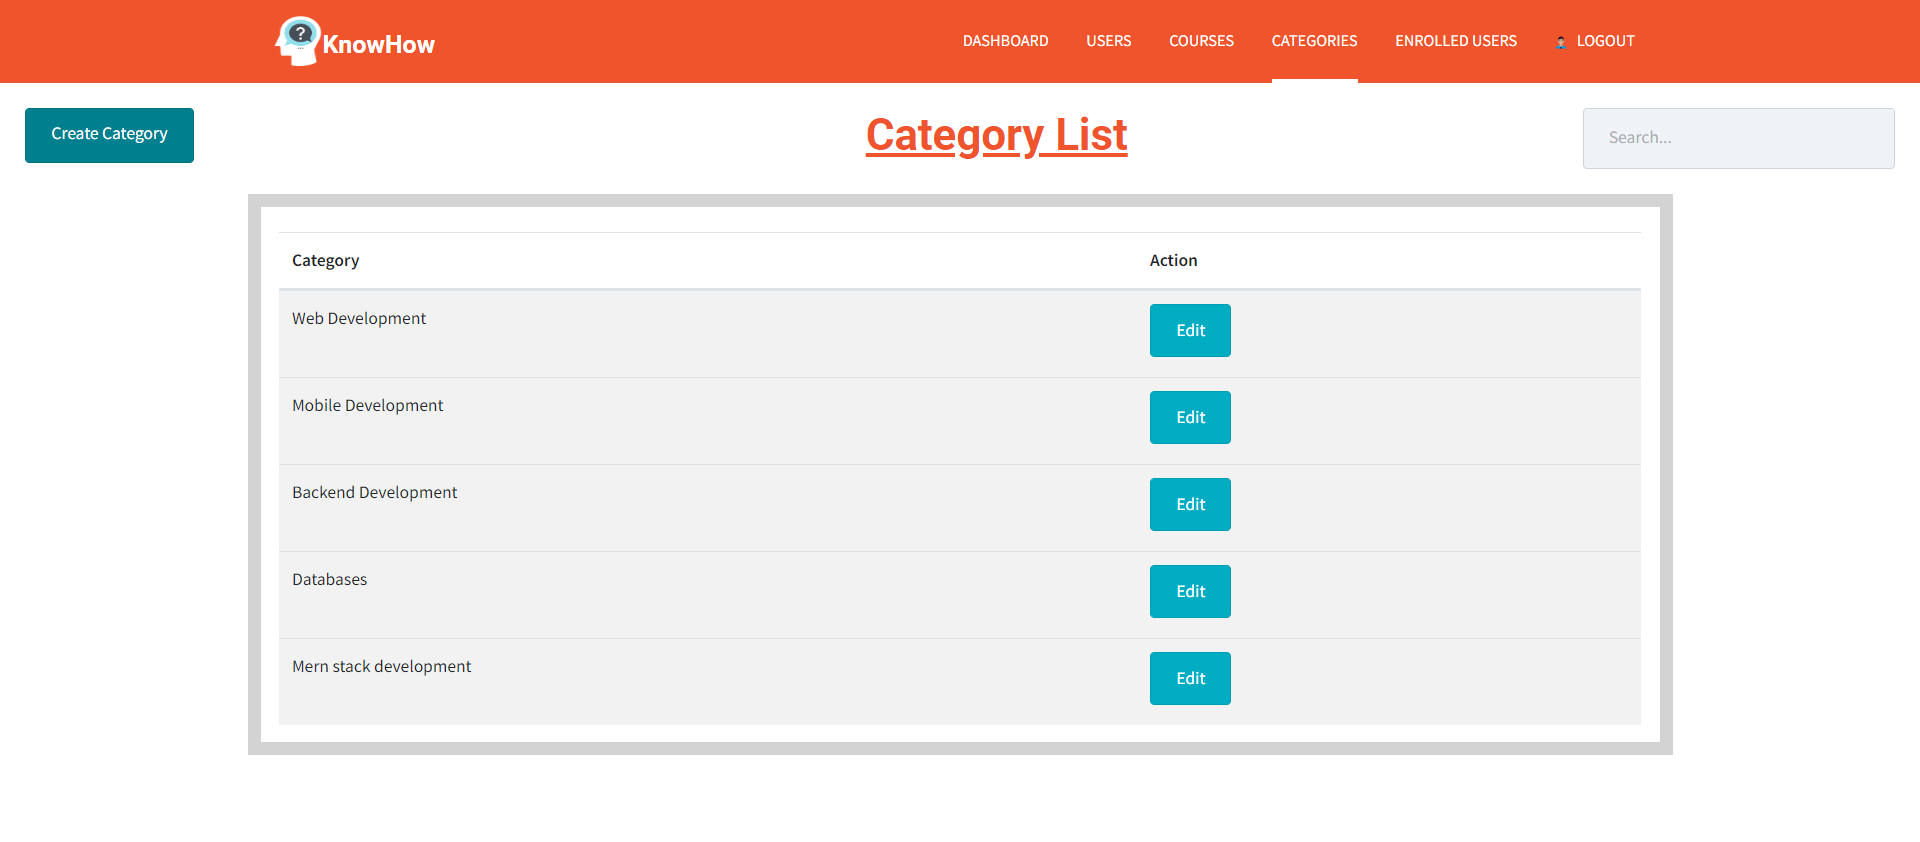 ?
KnowHow
DASHBOARD USERS COURSES CATEGORIES ENROLLED USERS LOGOUT
Create Category
Category List
Search...
Category Action
Web Development Edit
Mobile Development Edit
Backend Development Edit
Databases Edit
Mern stack development Edit